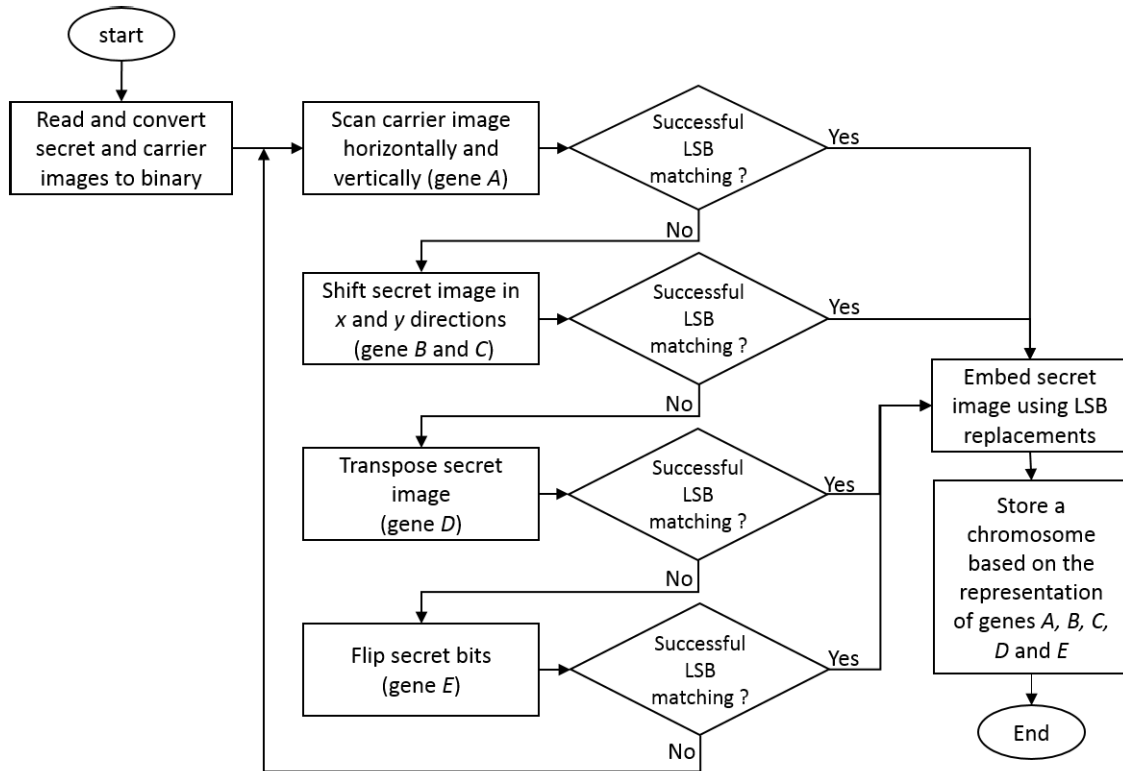 start
Read and convert
secret and carrier
images to binary
Scan carrier image
horizontally and
vertically (gene A)
Successful
LSB
matching ?
Yes
No
Shift secret image in
x and y directions
(gene B and C)
Successful
LSB
matching ?
Yes
No
Transpose secret
image
(gene D)
Successful
LSB
matching ?
Yes
No
Flip secret bits
(gene E)
Successful
LSB
matching ?
Yes
No
Embed secret
image using LSB
replacements
Store a
chromosome
based on the
representation
of genes A, B, C,
D and E
End